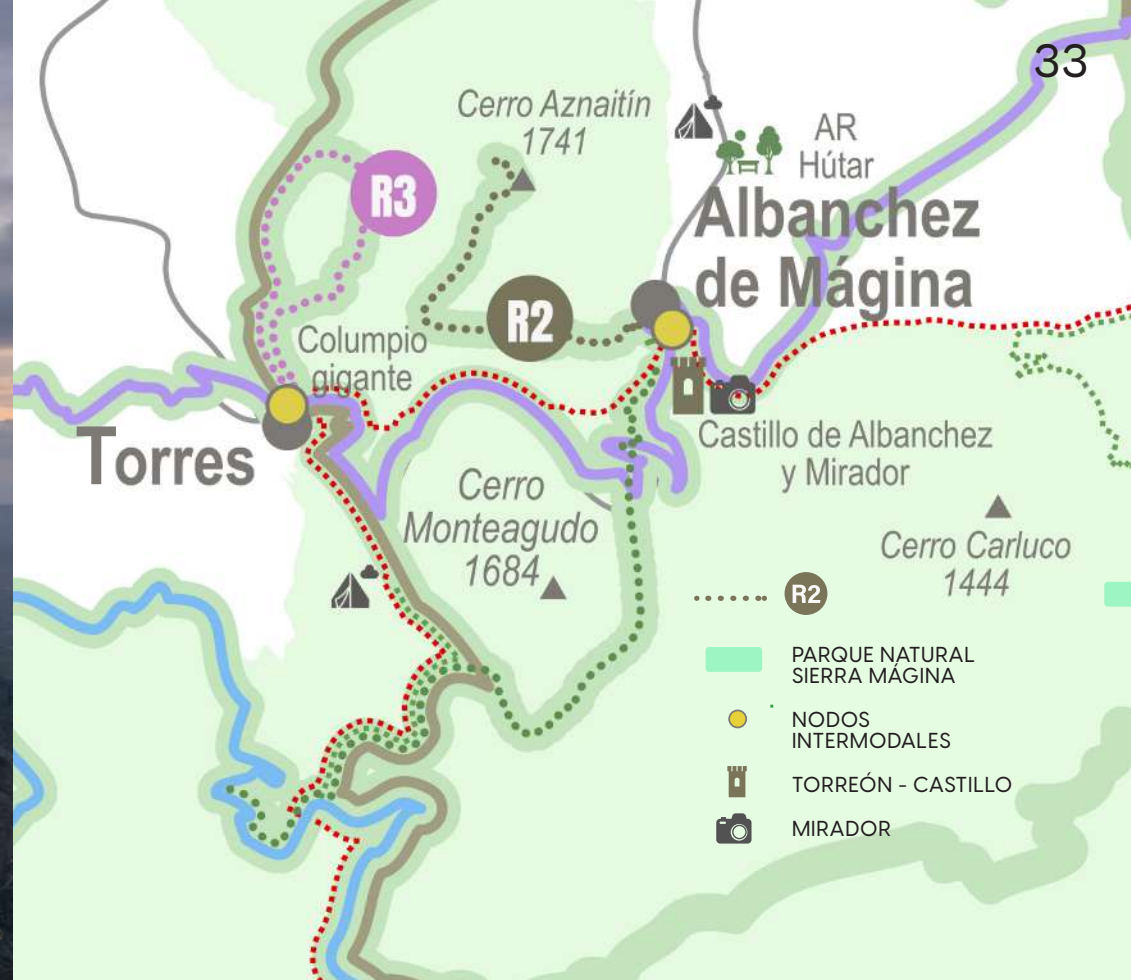 33
Cerro Aznaitín
1741
AR
Hútar
R3
Albanchez
de Mágina
R2
Columpio
gigante
Torres
Castillo de Albanchez
y Mirador
Cerro
Monteagudo
1684
Cerro Carluco
1444
R2
PARQUE NATURAL
SIERRA MÁGINA
NODOS
INTERMODALES
TORREÓN - CASTILLO
MIRADOR